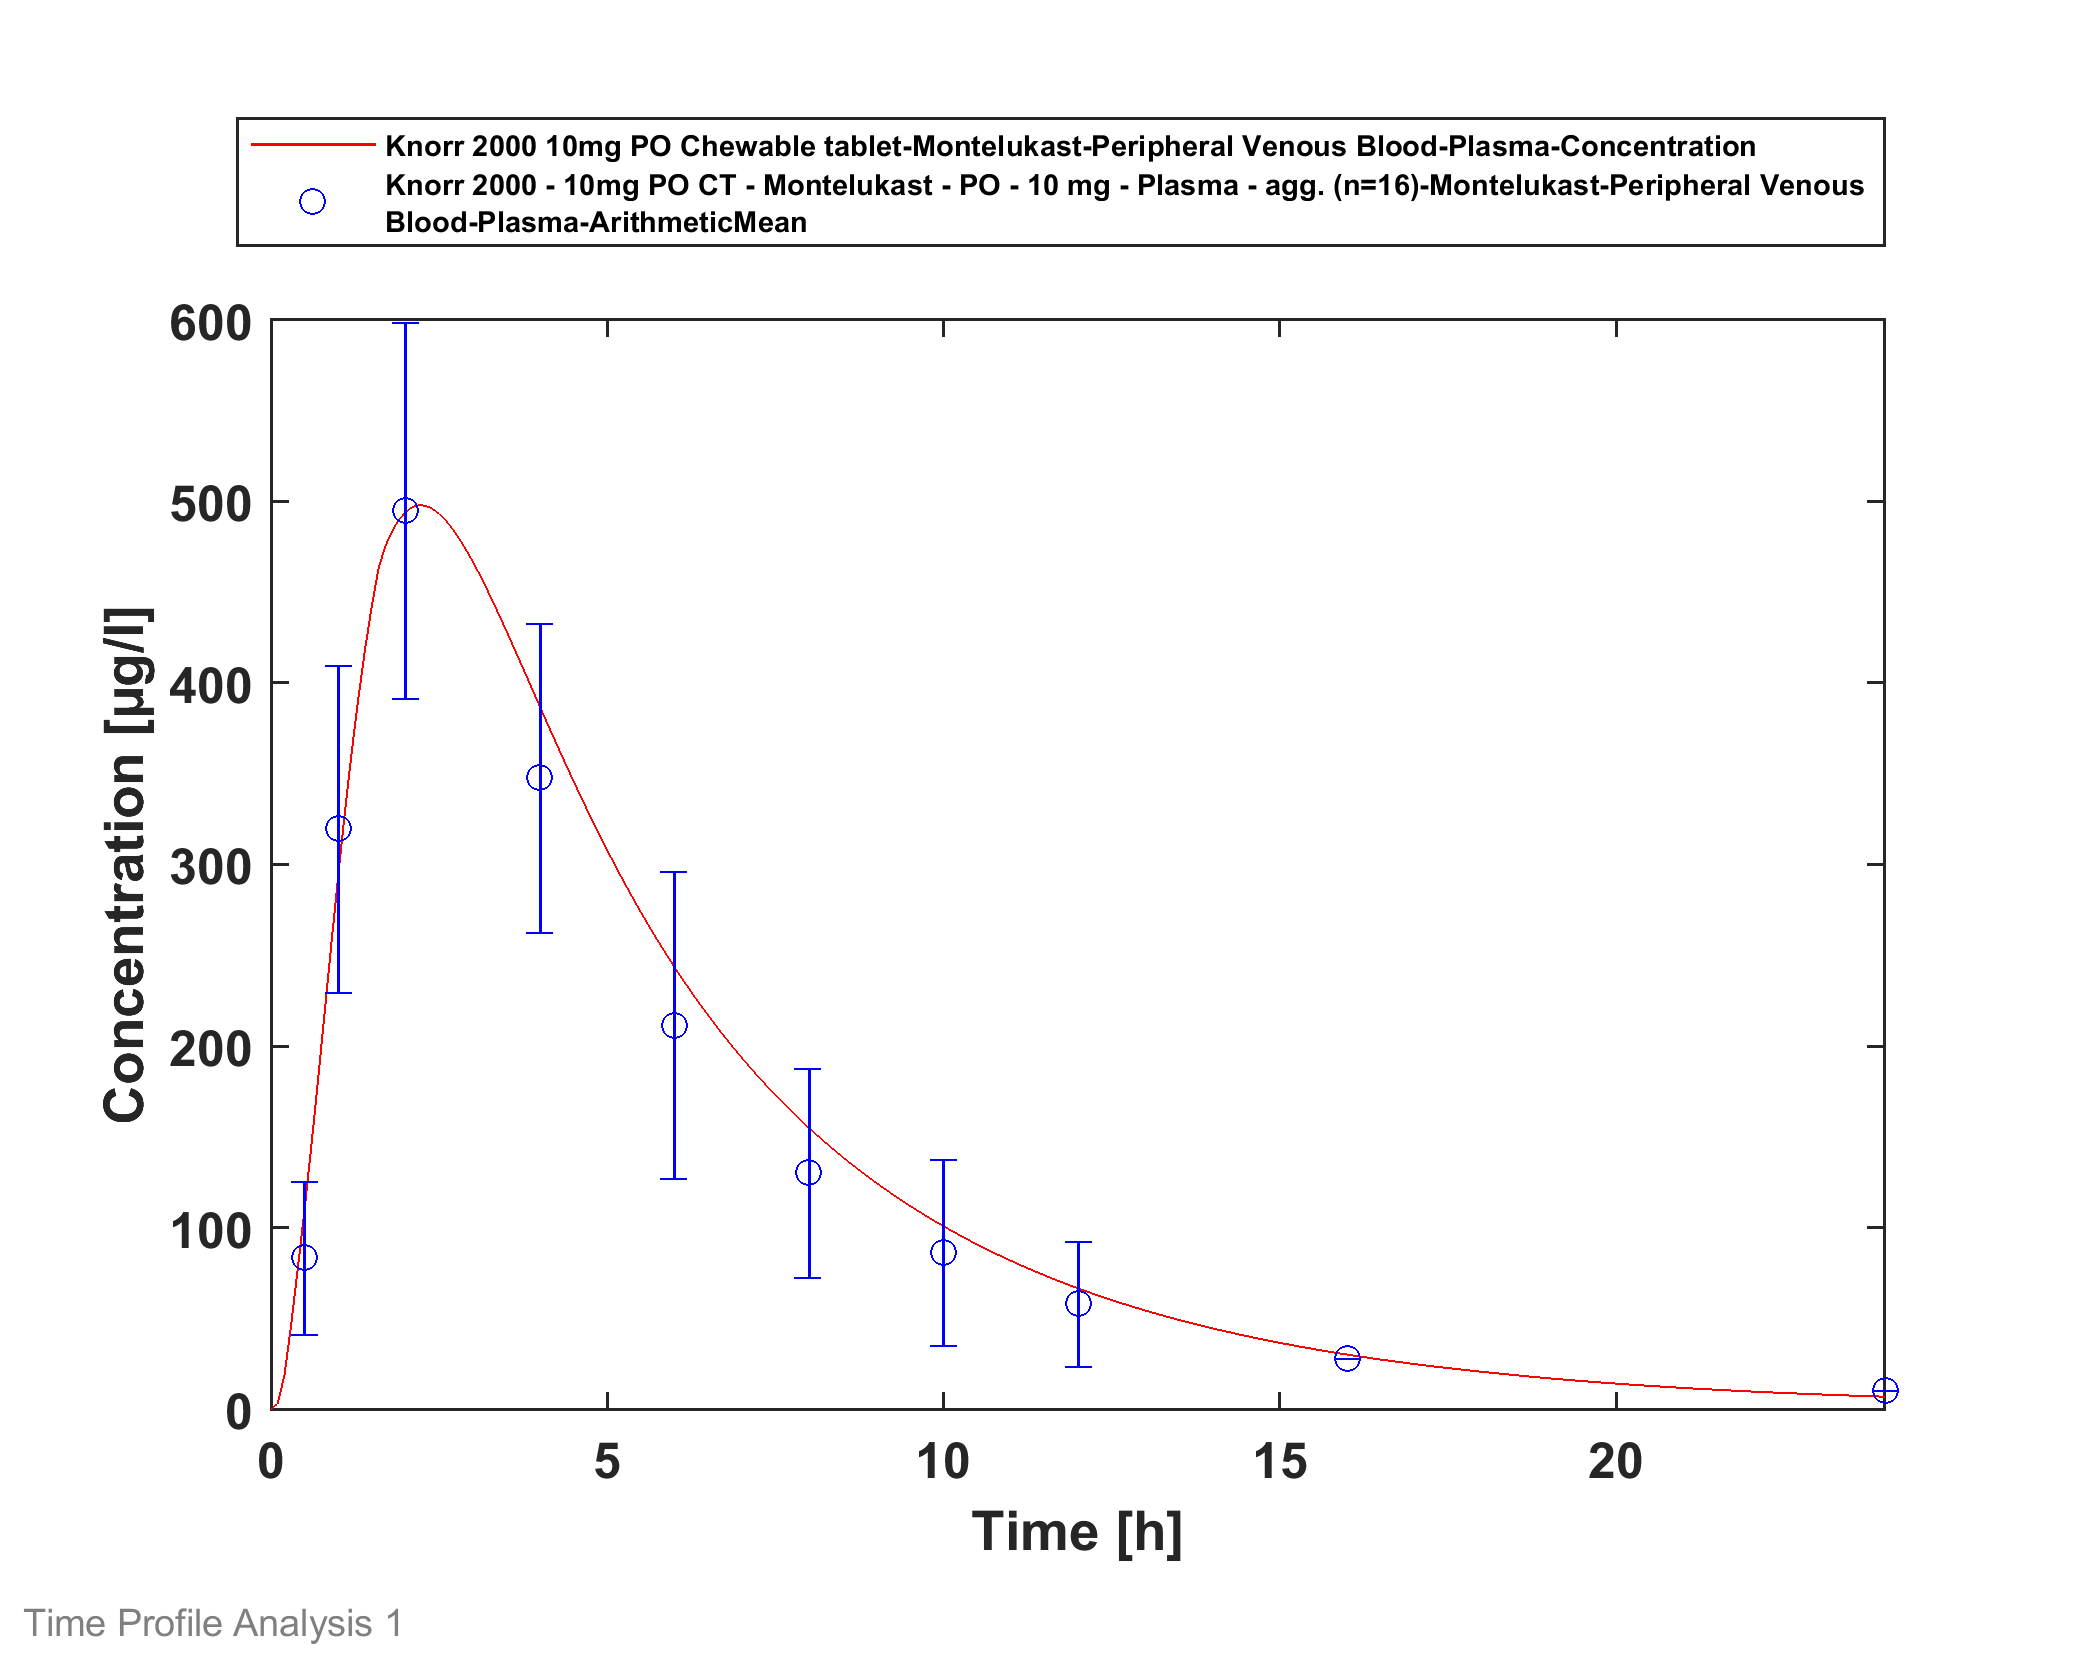 Knorr 2000 10mg PO Chewable tablet-Montelukast-Peripheral Venous Blood-Plasma-Concentration
Knorr 2000 - 10mg PO CT - Montelukast - PO - 10 mg - Plasma - agg. (n=16)-Montelukast-Peripheral Venous
Blood-Plasma-ArithmeticMean
600
500
400
300
200
100
0
Concentration [µg/l]
0 5 10 15 20
Time [h]
Time Profile Analysis 1